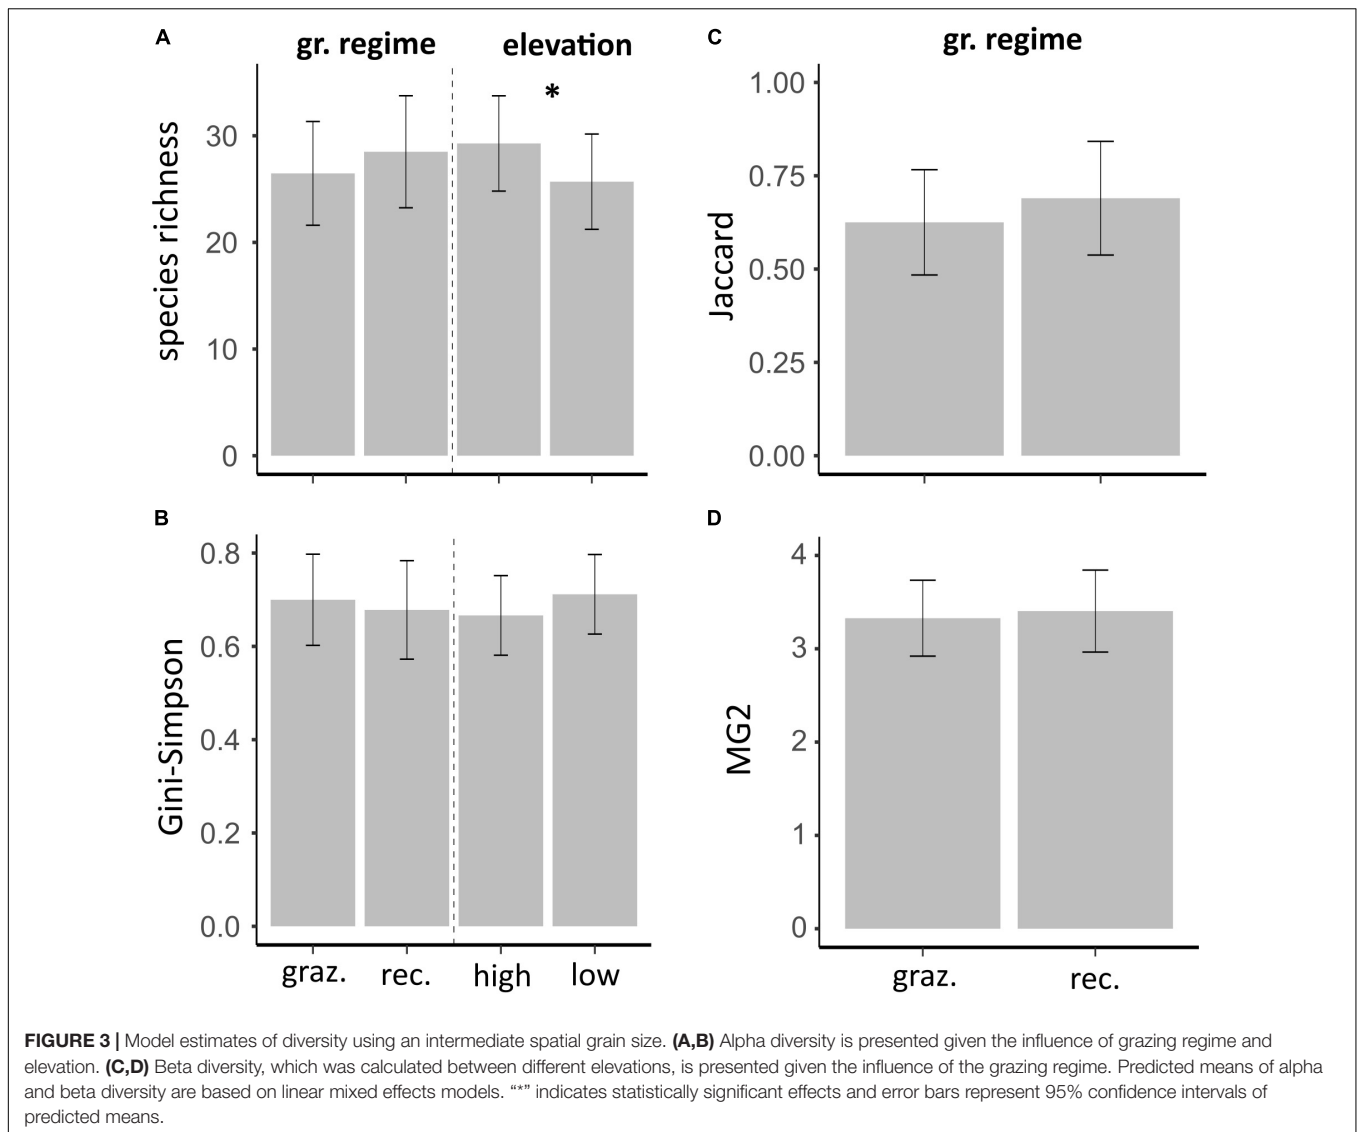 A
gr. regime
elevation
*
species richness
30
20
10
0
C
gr. regime
Jaccard
1.00
0.75
0.50
0.25
0.00
B
Gini-Simpson
0.8
0.6
0.4
0.2
0.0
graz.
rec.
high
low
D
MG2
4
3
2
1
0
graz.
rec.
FIGURE 3 | Model estimates of diversity using an intermediate spatial grain size. (A,B) Alpha diversity is presented given the influence of grazing regime and
elevation. (C,D) Beta diversity, which was calculated between different elevations, is presented given the influence of the grazing regime. Predicted means of alpha
and beta diversity are based on linear mixed effects models. “*” indicates statistically significant effects and error bars represent 95% confidence intervals of
predicted means.